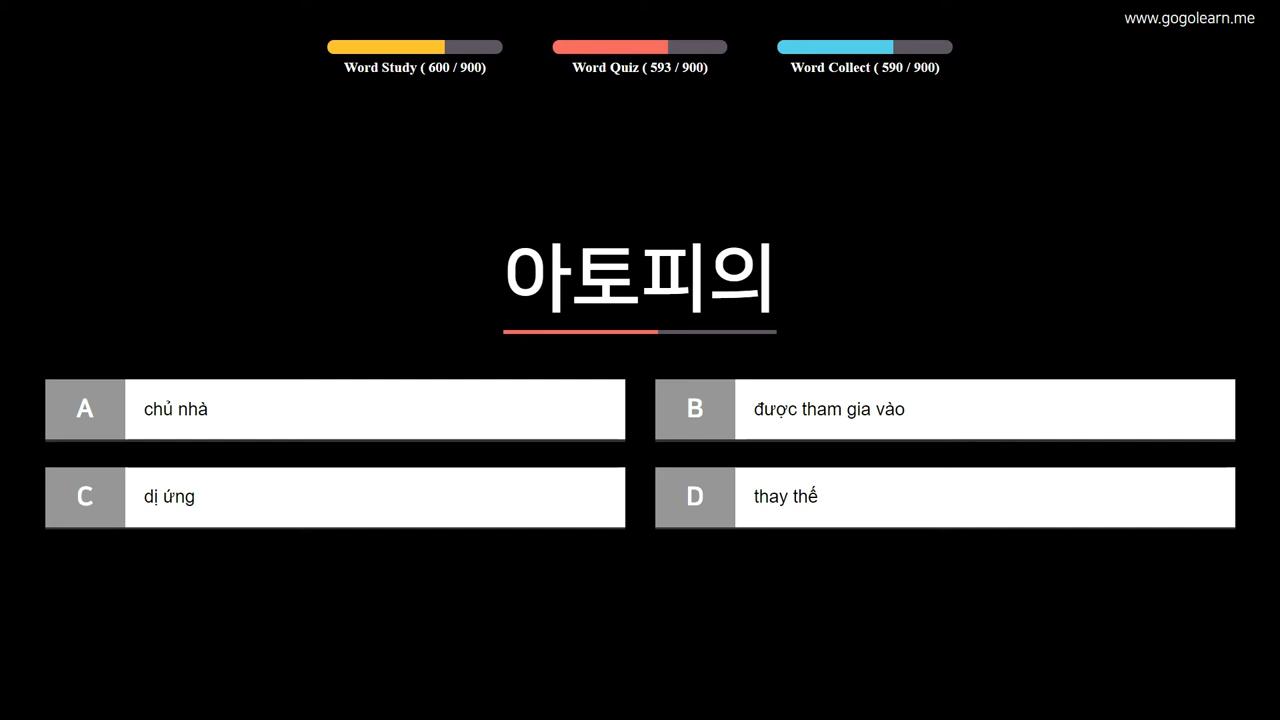 www.gogolearn.me
Word Study ( 600 / 900)
Word Quiz ( 593 / 900)
Word Collect ( 590 / 900)
아토피의
A chủ nhà
B được tham gia vào
C dị ứng
D thay thế